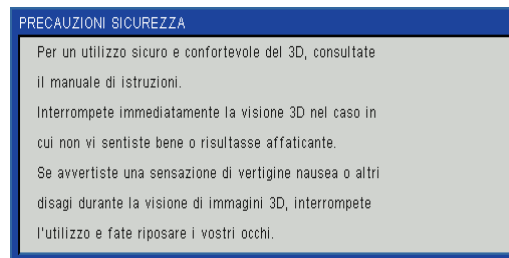 PRECAUZIONI SICUREZZA
Per un utilizzo sicuro e confortevole del 3D, consultate
il manuale di istruzioni.
Interrompete immediatamente la visione 3D nel caso in
cui non vi sentiste bene o risultasse affaticante.
Se avvertiste una sensazione di vertigine nausea o altri
disagi durante la visione di immagini 3D, interrompete
l'utilizzo e fate riposare i vostri occhi.